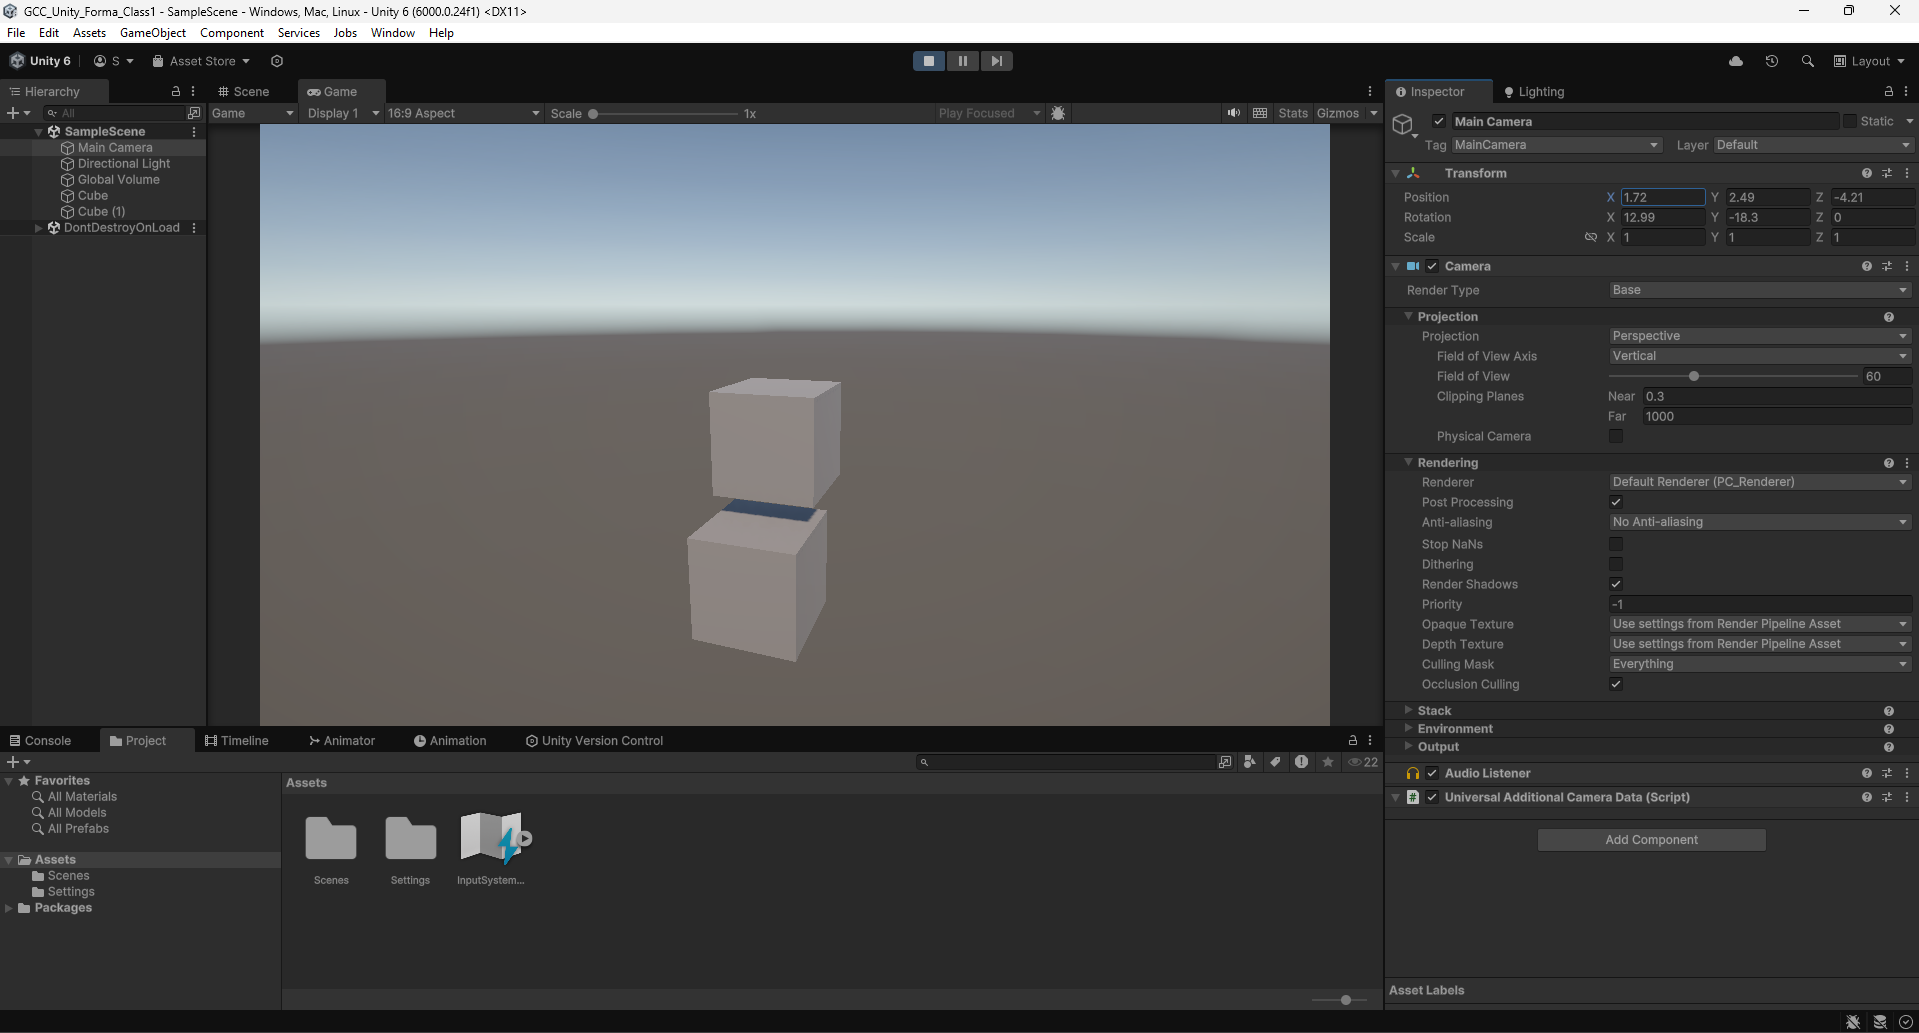 GCC_Unity_Forma_Class1 - SampleScene - Windows, Mac, Linux - Unity 6 (6000.0.24f1) <DX11>
File Edit Assets GameObject Component Services Jobs Window Help
Unity 6 S Asset Store Layout
Hierarchy
All
SampleScene
Main Camera
Directional Light
Global Volume
Cube
Cube (1)
DontDestroyOnLoad
Scene Game
Game Display 1 16:9 Aspect Scale 1x Play Focused Stats Gizmos
Inspector Lighting
Main Camera Static
Tag MainCamera Layer Default
Transform
Position X 1.72 Y 2.49 Z -4.21
Rotation X 12.99 Y -18.3 Z 0
Scale X 1 Y 1 Z 1
Camera
Render Type Base
Projection
Projection Perspective
Field of View Axis Vertical
Field of View 60
Clipping Planes Near 0.3
Far 1000
Physical Camera
Rendering
Renderer Default Renderer (PC_Renderer)
Post Processing
Anti-aliasing No Anti-aliasing
Stop NaNs
Dithering
Render Shadows
Priority -1
Opaque Texture Use settings from Render Pipeline Asset
Depth Texture Use settings from Render Pipeline Asset
Culling Mask Everything
Occlusion Culling
Stack
Environment
Output
Audio Listener
# Universal Additional Camera Data (Script)
Add Component
Asset Labels
Console Project Timeline Animator Animation Unity Version Control
22
Favorites
All Materials
All Models
All Prefabs
Assets
Scenes
Settings
Packages
Assets
Scenes Settings InputSystem...